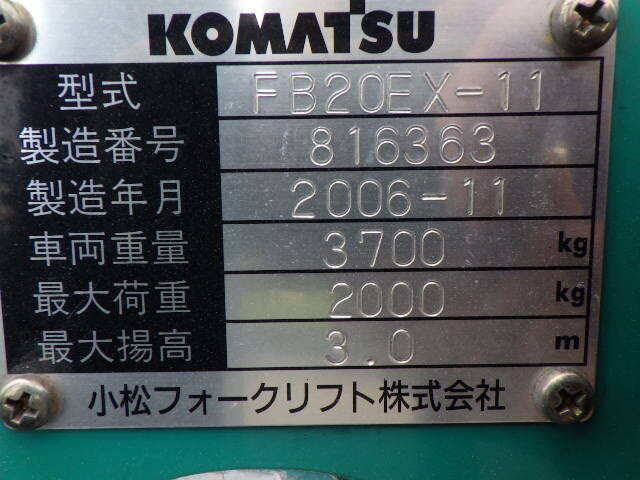 KOMATSU
型式 FB20EX-11
製造番号 816363
製造年月 2006-11
車両重量 3700 kg
最大荷重 2000 kg
最大揚高 3.0 m
小松フォークリフト株式会社